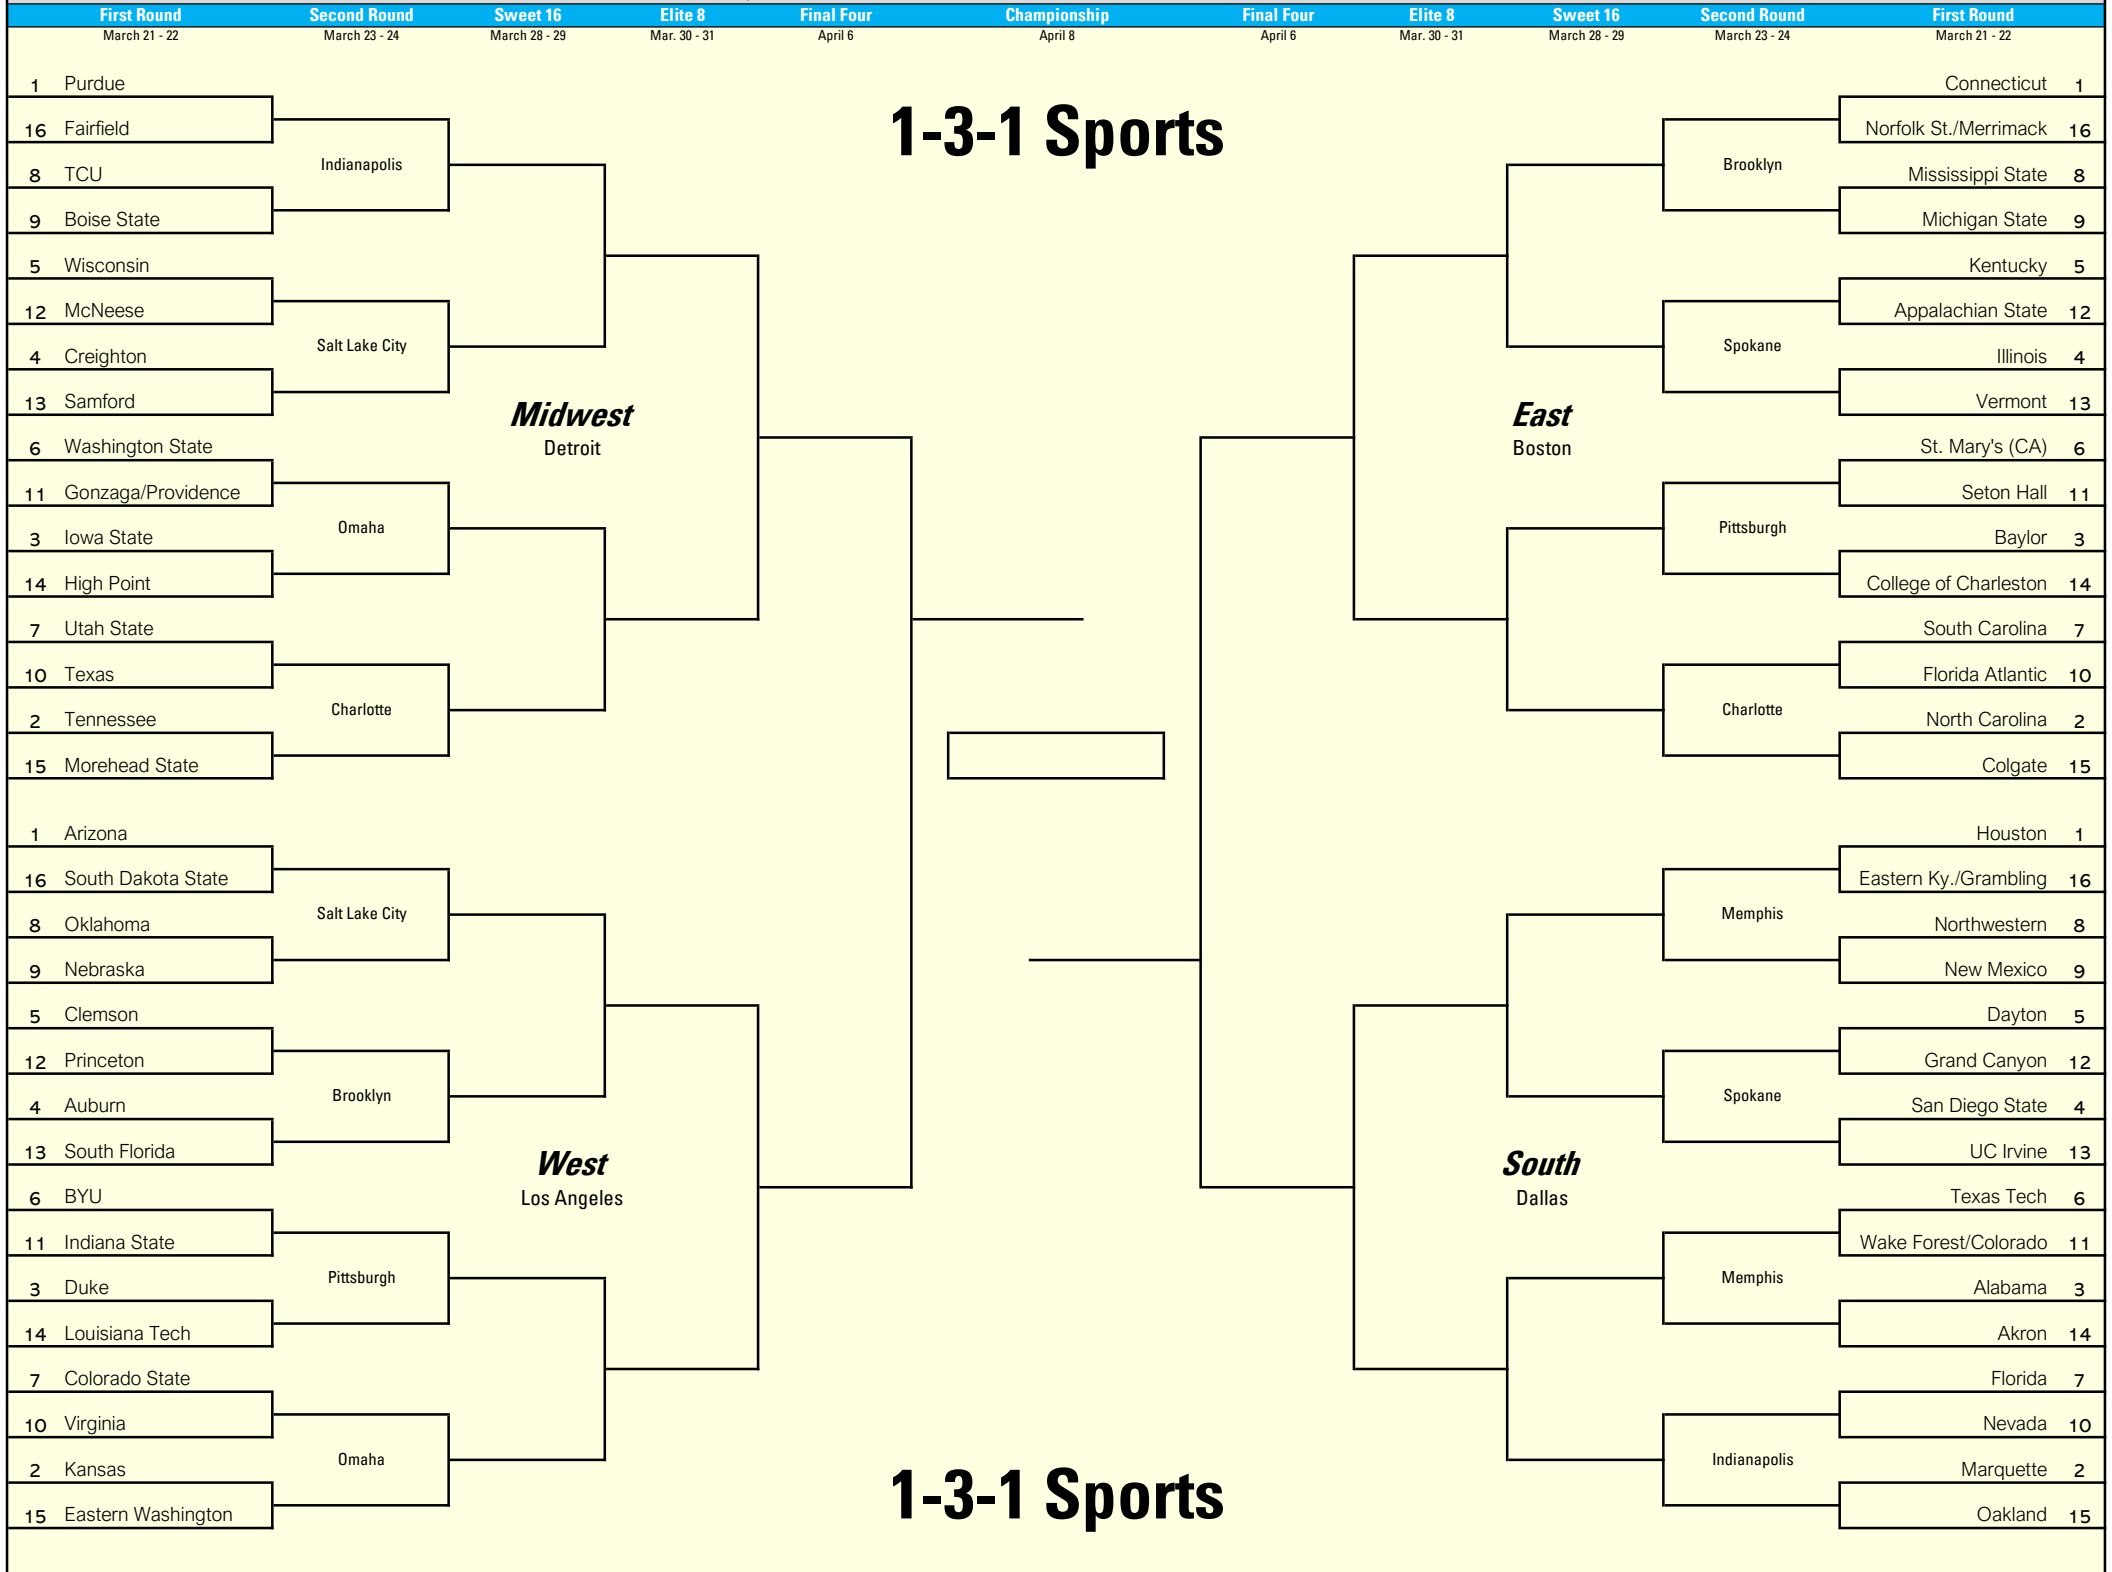 First Round Second Round Sweet 16 Elite 8 Final Four Championship Final Four Elite 8 Sweet 16 Second Round First Round
March 21 - 22 March 23 - 24 March 28 - 29 Mar. 30 - 31 April 6 April 8 April 6 Mar. 30 - 31 March 28 - 29 March 23 - 24 March 21 - 22
1-3-1 Sports
1 Purdue
16 Fairfield
Indianapolis
8 TCU
9 Boise State
5 Wisconsin
12 McNeese
Salt Lake City
4 Creighton
13 Samford
Midwest
Detroit
6 Washington State
11 Gonzaga/Providence
Omaha
3 Iowa State
14 High Point
7 Utah State
10 Texas
Charlotte
2 Tennessee
15 Morehead State
1 Arizona
16 South Dakota State
Salt Lake City
8 Oklahoma
9 Nebraska
5 Clemson
12 Princeton
Brooklyn
4 Auburn
13 South Florida
West
Los Angeles
6 BYU
11 Indiana State
Pittsburgh
3 Duke
14 Louisiana Tech
7 Colorado State
10 Virginia
Omaha
2 Kansas
15 Eastern Washington
Connecticut 1
Norfolk St./Merrimack 16
Brooklyn
Mississippi State 8
Michigan State 9
Kentucky 5
Appalachian State 12
Spokane
Illinois 4
Vermont 13
East
Boston
St. Mary's (CA) 6
Seton Hall 11
Pittsburgh
Baylor 3
College of Charleston 14
South Carolina 7
Florida Atlantic 10
Charlotte
North Carolina 2
Colgate 15
Houston 1
Eastern Ky./Grambling 16
Memphis
Northwestern 8
New Mexico 9
Dayton 5
Grand Canyon 12
Spokane
San Diego State 4
UC Irvine 13
South
Dallas
Texas Tech 6
Wake Forest/Colorado 11
Memphis
Alabama 3
Akron 14
Florida 7
Nevada 10
Indianapolis
Marquette 2
Oakland 15
1-3-1 Sports